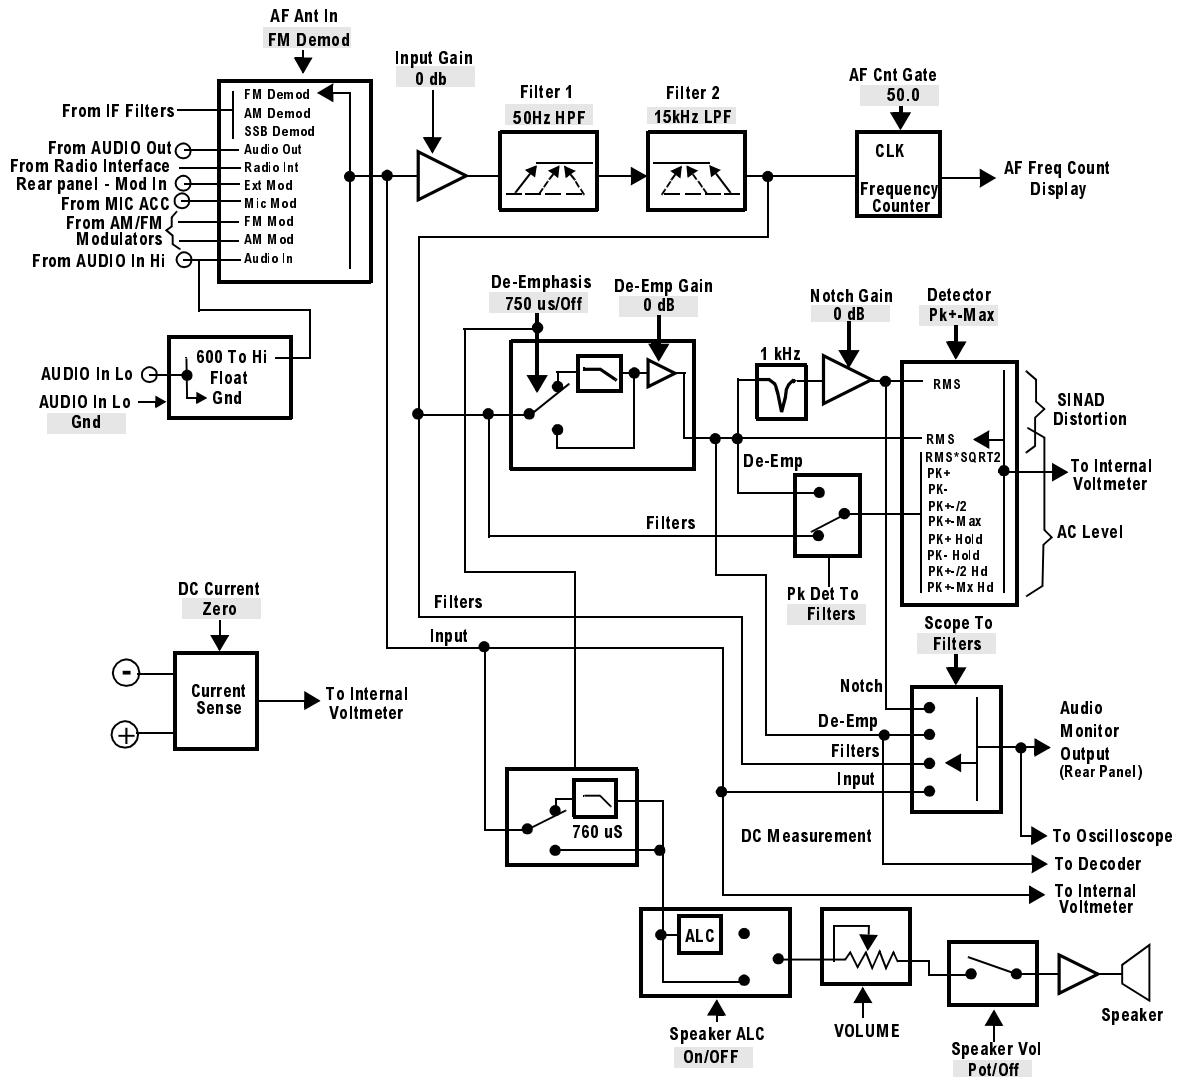 AF Ant In
FM Demod
Input Gain
0 db
Filter 1
50Hz HPF
Filter 2
15kHz LPF
AF Cnt Gate
50.0
From IF Filters
From AUDIO Out
From Radio Interface
Rear panel - Mod In
From MIC ACC
From AM/FM
Modulators
From AUDIO In Hi
FM Demod
AM Demod
SSB Demod
Audio Out
Radio Int
Ext Mod
Mic Mod
FM Mod
AM Mod
Audio In
CLK
Frequency
Counter
AF Freq Count
Display
600 To Hi
Float
Gnd
AUDIO In Lo
AUDIO In Lo
Gnd
De-Emphasis
750 us/Off
De-Emp Gain
0 dB
Notch Gain
0 dB
Detector
Pk+-Max
1 kHz
RMS
RMS
RMS*SQRT2
PK+
PK-
PK+-/2
PK+-Max
PK+ Hold
PK- Hold
PK+-/2 Hd
PK+-Mx Hd
SINAD
Distortion
To Internal
Voltmeter
AC Level
De-Emp
Filters
Pk Det To
Filters
DC Current
Zero
-
+
Current
Sense
To Internal
Voltmeter
Filters
Input
Scope To
Filters
Notch
De-Emp
Filters
Input
Audio
Monitor
Output
(Rear Panel)
760 uS
DC Measurement
To Oscilloscope
To Decoder
To Internal
Voltmeter
ALC
Speaker ALC
On/OFF
VOLUME
Speaker Vol
Pot/Off
Speaker